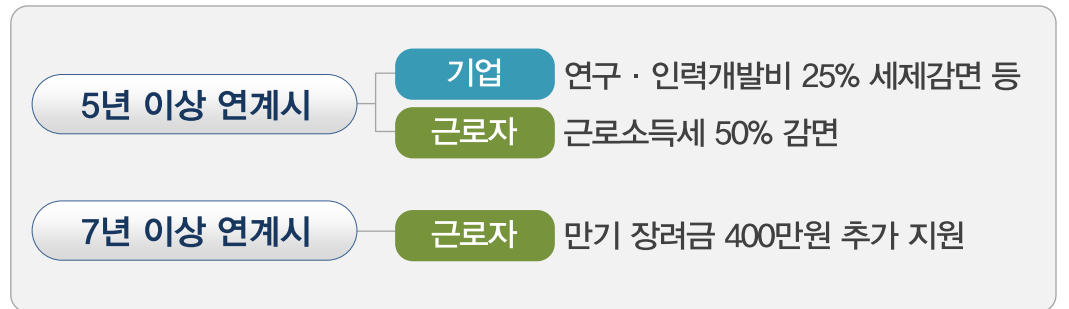 5년 이상 연계시
기업 연구 · 인력개발비 25% 세제감면 등
근로자 근로소득세 50% 감면
7년 이상 연계시
근로자 만기 장려금 400만원 추가 지원